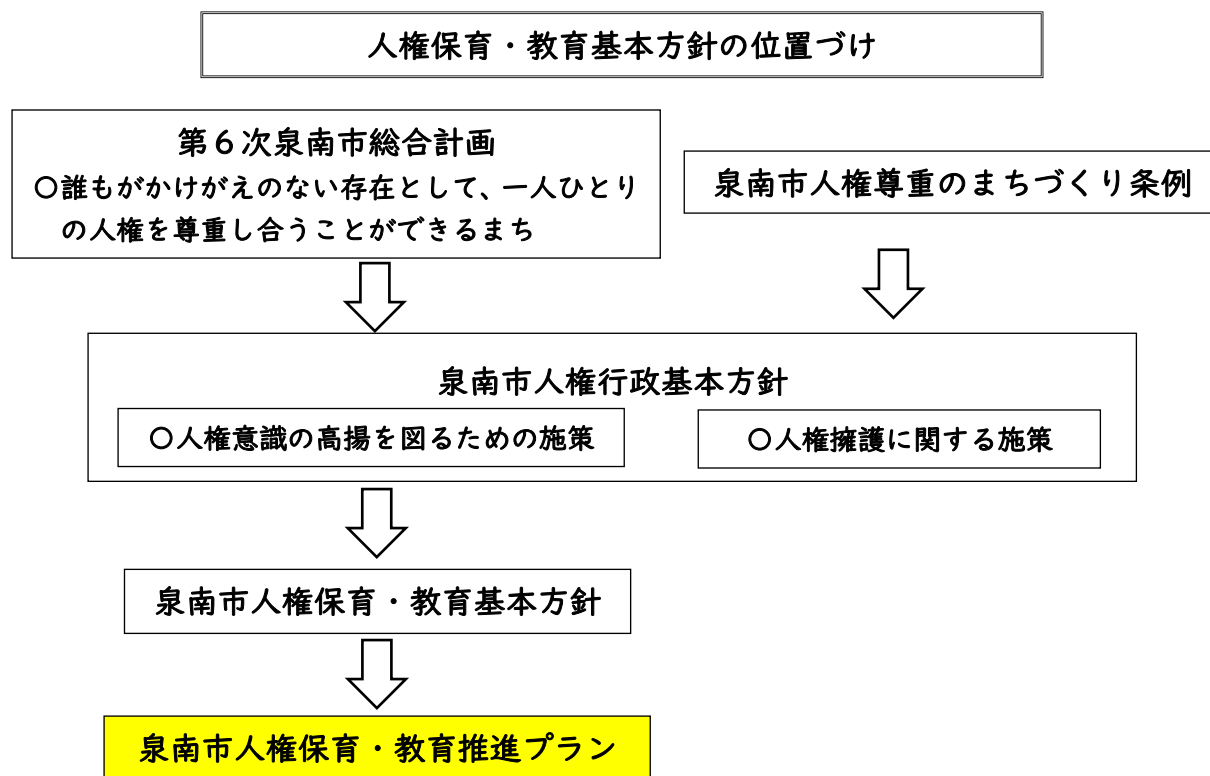 人権保育・教育基本方針の位置づけ
第6次泉南市総合計画
○誰もがかけがえのない存在として、一人ひとり
の人権を尊重し合うことができるまち
泉南市人権尊重のまちづくり条例
泉南市人権行政基本方針
○人権意識の高揚を図るための施策
○人権擁護に関する施策
泉南市人権保育・教育基本方針
泉南市人権保育・教育推進プラン